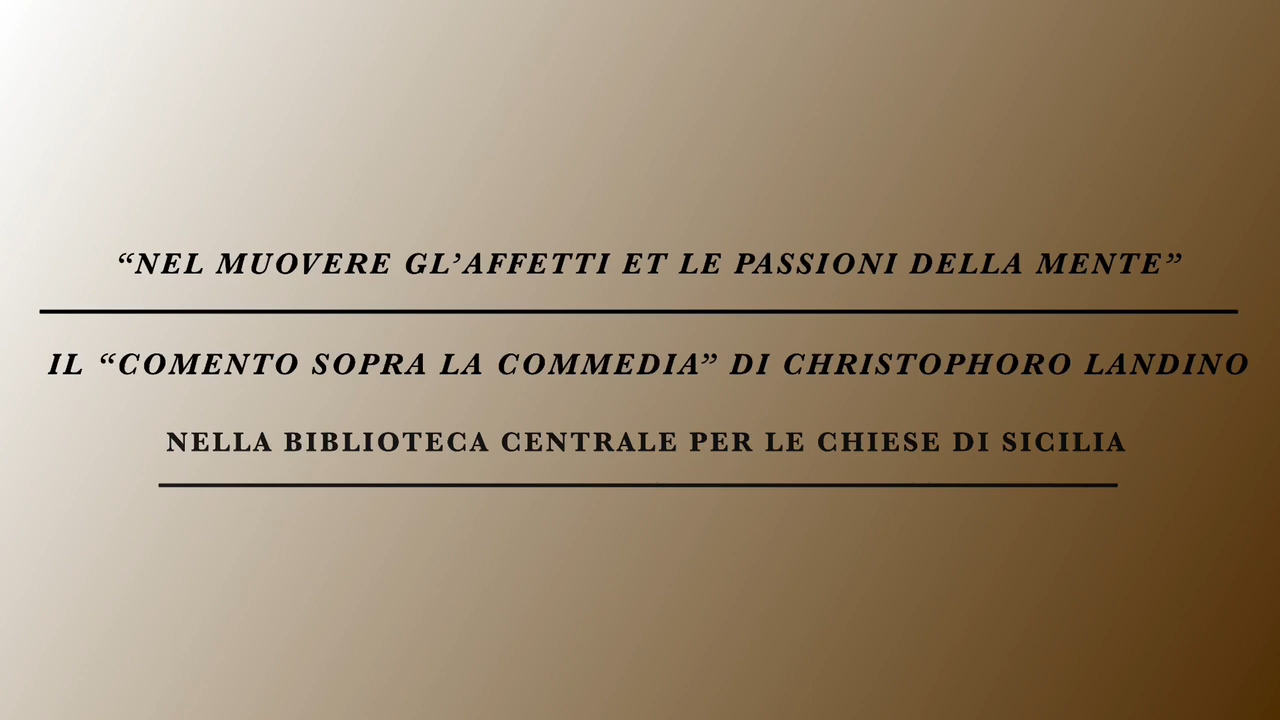 “NEL MUOVERE GL’AFFETTI ET LE PASSIONI DELLA MENTE”
IL “COMENTO SOPRA LA COMMEDIA” DI CHRISTOPHORO LANDINO
NELLA BIBLIOTECA CENTRALE PER LE CHIESE DI SICILIA